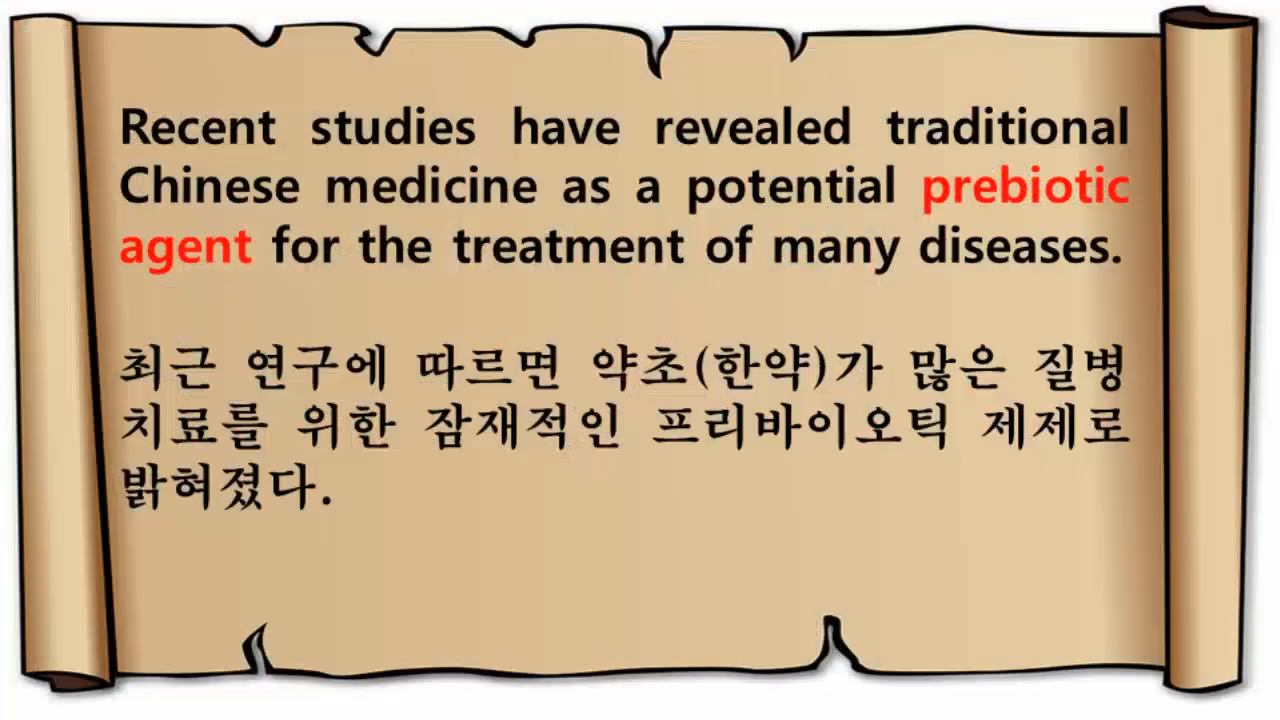 Recent studies have revealed traditional
Chinese medicine as a potential prebiotic
agent for the treatment of many diseases.
최근 연구에 따르면 약초(한약)가 많은 질병
치료를 위한 잠재적인 프리바이오틱 제제로
밝혀졌다.